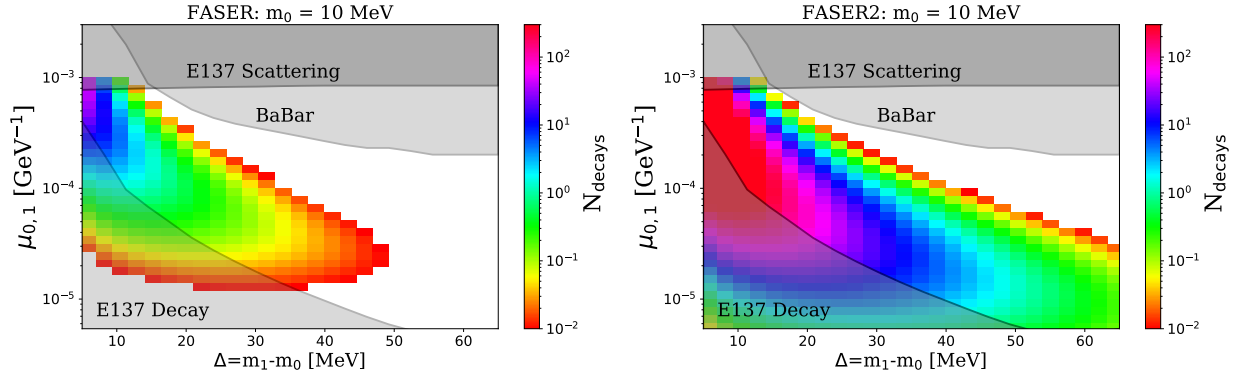 FASER: m₀ = 10 MeV
10⁻³
10⁻⁴
10⁻⁵
μ₀,₁ [GeV⁻¹]
E137 Scattering
BaBar
E137 Decay
10 20 30 40 50 60
Δ=m₁-m₀ [MeV]
10²
10¹
10⁰
10⁻¹
10⁻²
N_decays
FASER2: m₀ = 10 MeV
10⁻³
10⁻⁴
10⁻⁵
μ₀,₁ [GeV⁻¹]
E137 Scattering
BaBar
E137 Decay
10 20 30 40 50 60
Δ=m₁-m₀ [MeV]
10²
10¹
10⁰
10⁻¹
10⁻²
N_decays